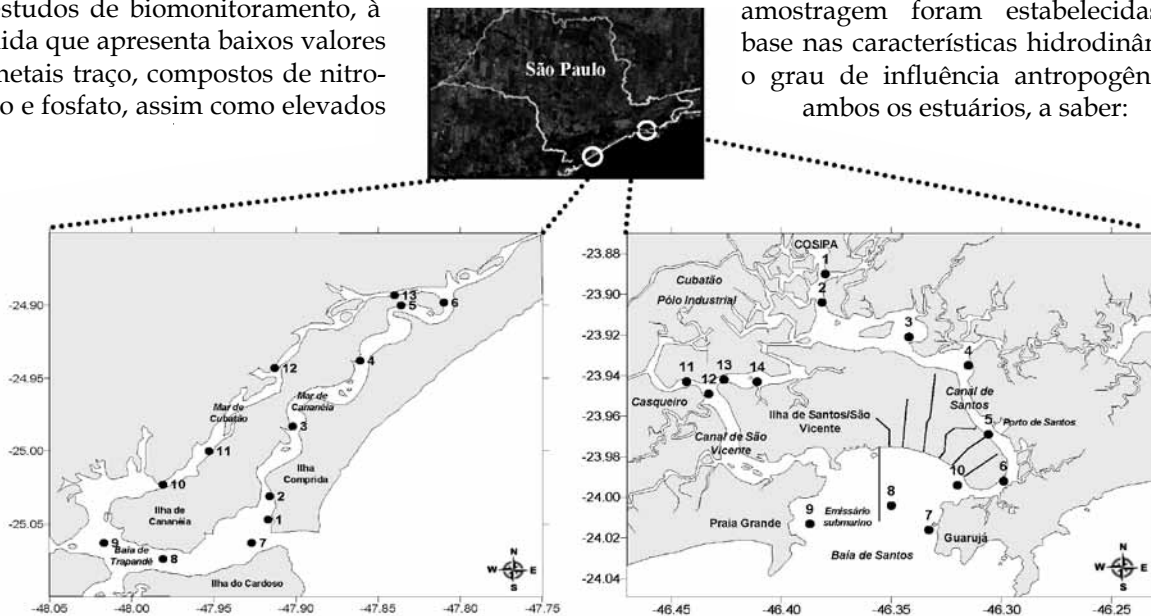 studos de biomonitoramento, à
ida que apresenta baixos valores
metais traço, compostos de nitro-
o e fosfato, assim como elevados
amostragem foram estabelecidas
base nas características hidrodinâ
o grau de influência antropogên
ambos os estuários, a saber:
São Paulo
-24.90
-24.95
-25.00
-25.05
-48.05 -48.00 -47.95 -47.90 -47.85 -47.80 -47.75
13
5
6
4
12
Mar de
Cananéia
Mar de
Cubatão
3
11
Ilha
Comprida
10
2
Ilha de
Cananéia
1
9
7
Baía de
Trapandé
8
Ilha do Cardoso
N
W E
S
-23.88
-23.90
-23.92
-23.94
-23.96
-23.98
-24.00
-24.02
-24.04
-46.45 -46.40 -46.35 -46.30 -46.25
COSIPA
1
Cubatão
2
Pólo Industrial
3
4
11 12 13 14
Casqueiro
Canal de
Santos
Ilha de Santos/São
Vicente
5
Porto de Santos
Canal de São
Vicente
10
6
8
9
Emissário
submarino
7
Praia Grande
Guarujá
Baía de Santos
N
W E
S